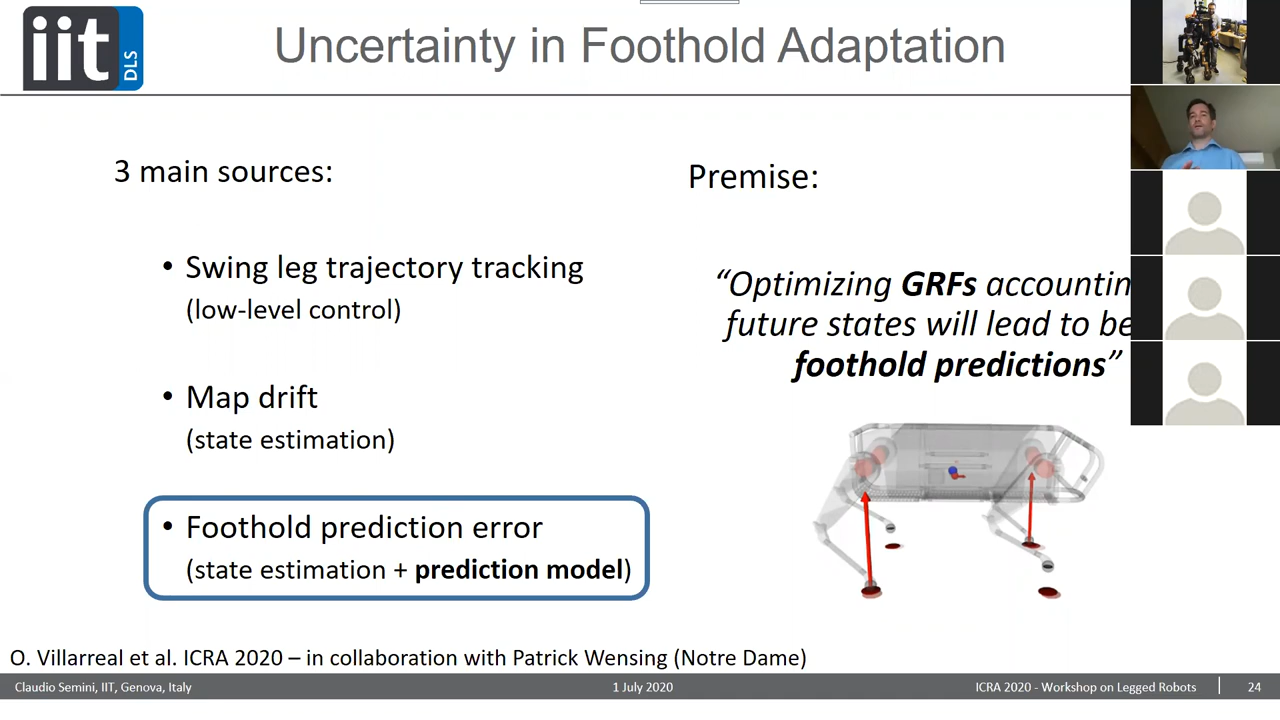 iit
DLS
Uncertainty in Foothold Adaptation
3 main sources:
• Swing leg trajectory tracking
(low-level control)
• Map drift
(state estimation)
• Foothold prediction error
(state estimation + prediction model)
Premise:
“Optimizing GRFs accountin
future states will lead to be
foothold predictions”
O. Villarreal et al. ICRA 2020 – in collaboration with Patrick Wensing (Notre Dame)
Claudio Semini, IIT, Genova, Italy
1 July 2020
ICRA 2020 - Workshop on Legged Robots
24